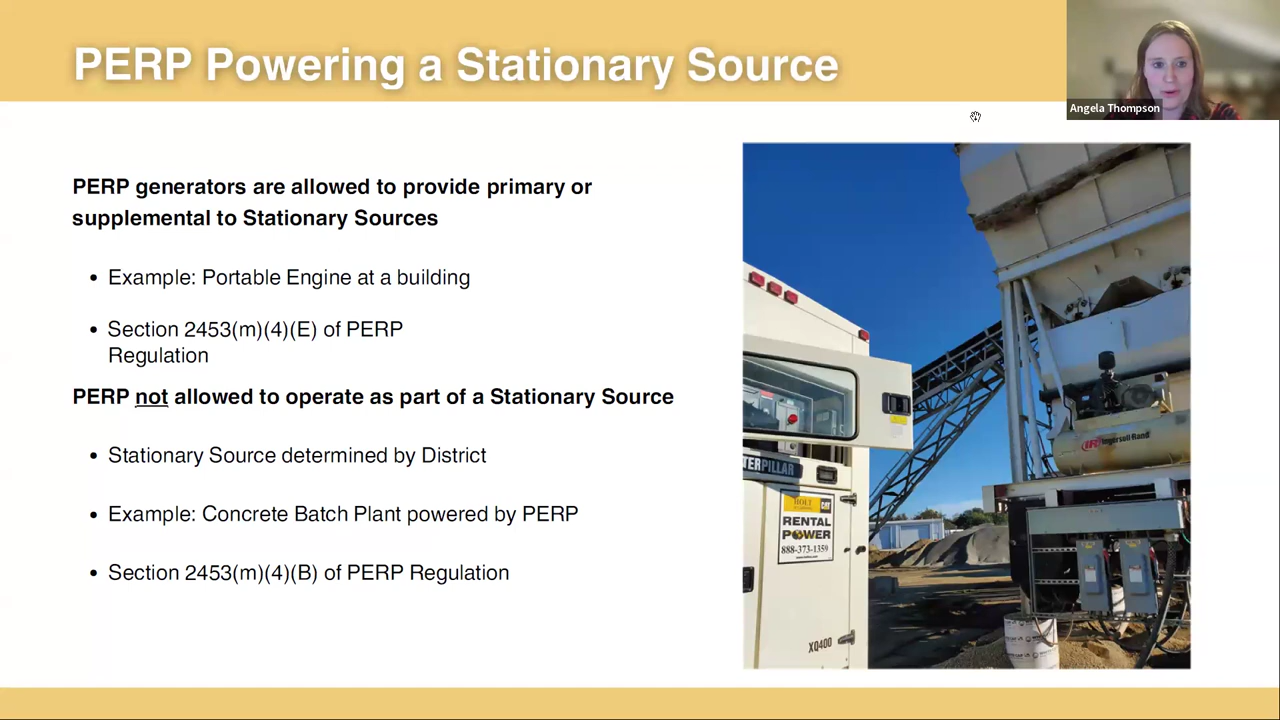 PERP Powering a Stationary Source
Angela Thompson
PERP generators are allowed to provide primary or
supplemental to Stationary Sources
• Example: Portable Engine at a building
• Section 2453(m)(4)(E) of PERP
Regulation
PERP not allowed to operate as part of a Stationary Source
• Stationary Source determined by District
• Example: Concrete Batch Plant powered by PERP
• Section 2453(m)(4)(B) of PERP Regulation
TERPILLAR
HOLT
CAT
RENTAL
POWER
888-373-1359
XQ400
IR Ingersoll Rand